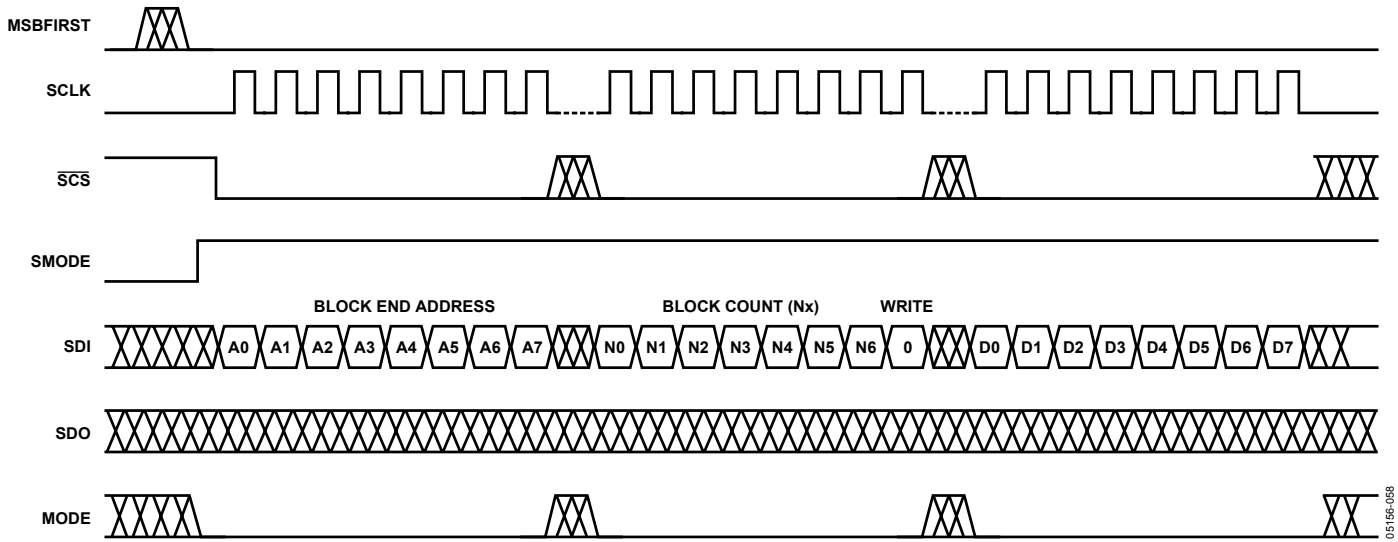 MSBFIRST
SCLK
SCS
SMODE
BLOCK END ADDRESS BLOCK COUNT (Nx) WRITE
SDI A0 A1 A2 A3 A4 A5 A6 A7 N0 N1 N2 N3 N4 N5 N6 0 D0 D1 D2 D3 D4 D5 D6 D7
SDO
MODE
05156-058